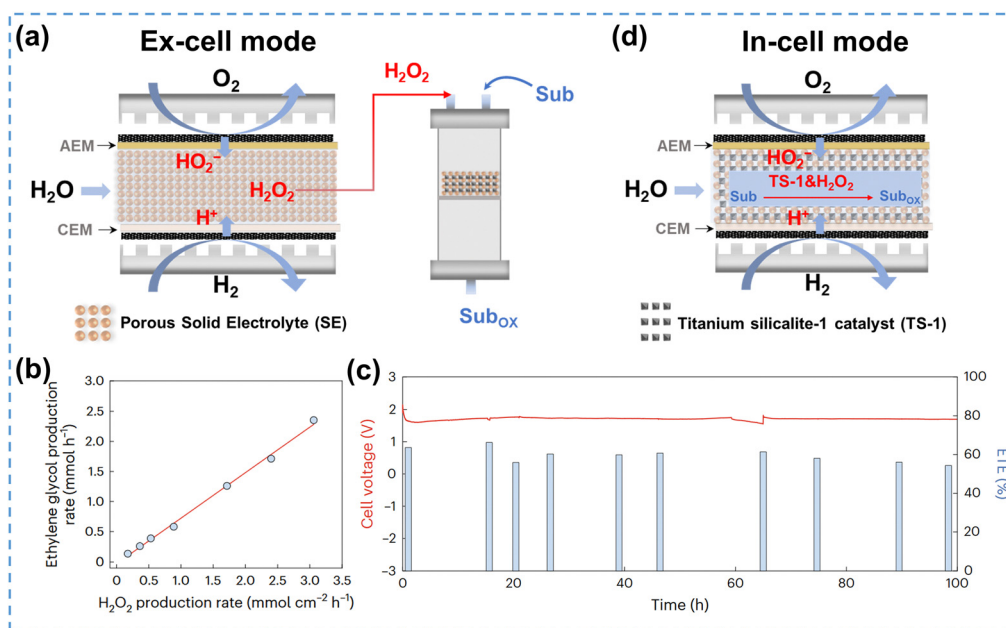 (a)
Ex-cell mode
O₂
AEM
HO₂⁻
H₂O
H₂O₂
H⁺
CEM
H₂
H₂O₂
Sub
Sub_OX
Porous Solid Electrolyte (SE)
(d)
In-cell mode
O₂
AEM
HO₂⁻
H₂O
TS-1&H₂O₂
Sub
Sub_OX
H⁺
CEM
H₂
Titanium silicalite-1 catalyst (TS-1)
(b)
Ethylene glycol production
rate (mmol h⁻¹)
3.0
2.5
2.0
1.5
1.0
0.5
0
0 0.5 1.0 1.5 2.0 2.5 3.0 3.5
H₂O₂ production rate (mmol cm⁻² h⁻¹)
(c)
Cell voltage (V)
3
2
1
0
−1
−2
−3
0 20 40 60 80 100
Time (h)
100
80
60
40
20
0
ETE
(%)